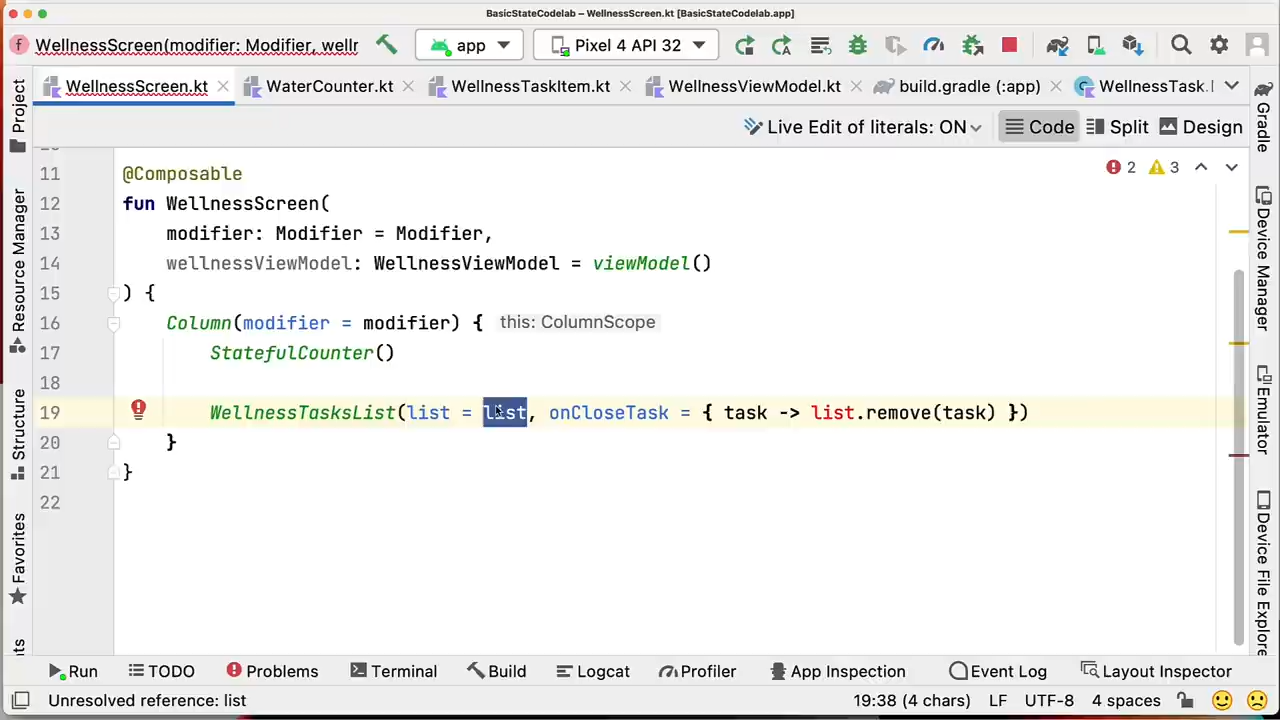 BasicStateCodelab – WellnessScreen.kt [BasicStateCodelab.app]
WellnessScreen(modifier: Modifier, wellr
app
Pixel 4 API 32
WellnessScreen.kt
WaterCounter.kt
WellnessTaskItem.kt
WellnessViewModel.kt
build.gradle (:app)
WellnessTask.
Live Edit of literals: ON
Code
Split
Design
Project
Resource Manager
Structure
Favorites
Gradle
Device Manager
Emulator
Device File Explore
2
3
11 @Composable
12 fun WellnessScreen(
13 modifier: Modifier = Modifier,
14 wellnessViewModel: WellnessViewModel = viewModel()
15 ) {
16 Column(modifier = modifier) { this: ColumnScope
17 StatefulCounter()
18
19 WellnessTasksList(list = list, onCloseTask = { task -> list.remove(task) })
20 }
21 }
22
Run
TODO
Problems
Terminal
Build
Logcat
Profiler
App Inspection
Event Log
Layout Inspector
Unresolved reference: list
19:38 (4 chars)
LF
UTF-8
4 spaces